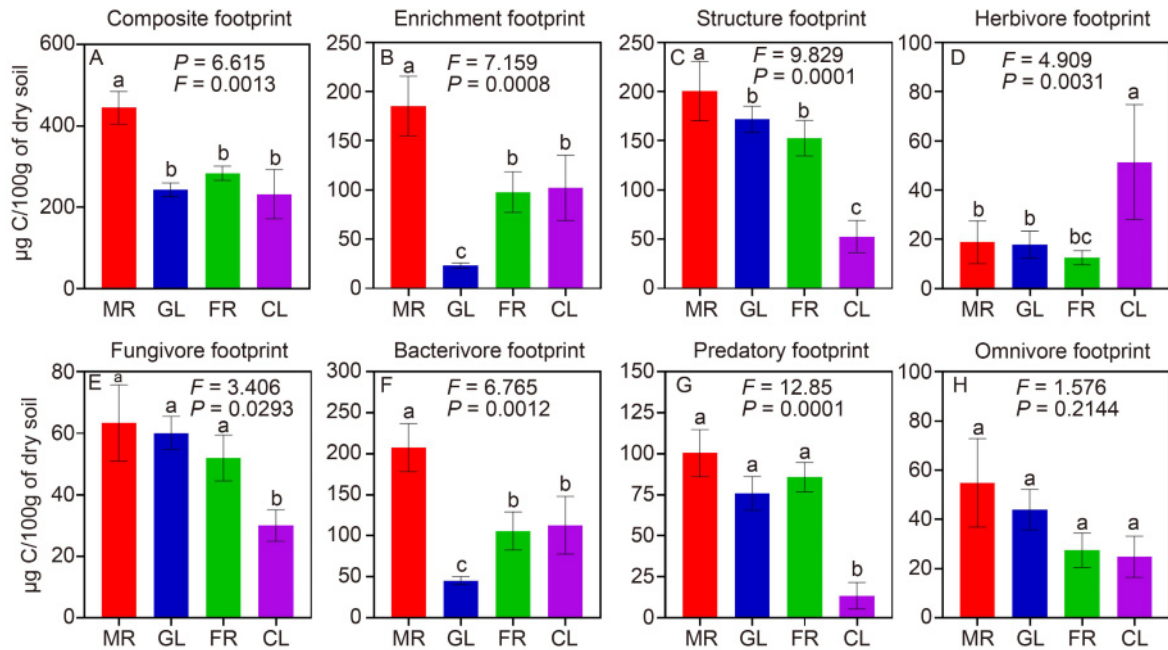 Composite footprint
Enrichment footprint
Structure footprint
Herbivore footprint
µg C/100g of dry soil
600
400
200
0
A
P = 6.615
F = 0.0013
a
b
b
b
MR GL FR CL
250
200
150
100
50
0
B
F = 7.159
P = 0.0008
a
c
b
b
MR GL FR CL
250
200
150
100
50
0
C
F = 9.829
P = 0.0001
a
b
b
c
MR GL FR CL
100
80
60
40
20
0
D
F = 4.909
P = 0.0031
b
b
bc
a
MR GL FR CL
Fungivore footprint
Bacterivore footprint
Predatory footprint
Omnivore footprint
µg C/100g of dry soil
80
60
40
20
0
E
F = 3.406
P = 0.0293
a
a
a
b
MR GL FR CL
300
250
200
150
100
50
0
F
F = 6.765
P = 0.0012
a
c
b
b
MR GL FR CL
150
125
100
75
50
25
0
G
F = 12.85
P = 0.0001
a
a
a
b
MR GL FR CL
100
80
60
40
20
0
H
F = 1.576
P = 0.2144
a
a
a
a
MR GL FR CL